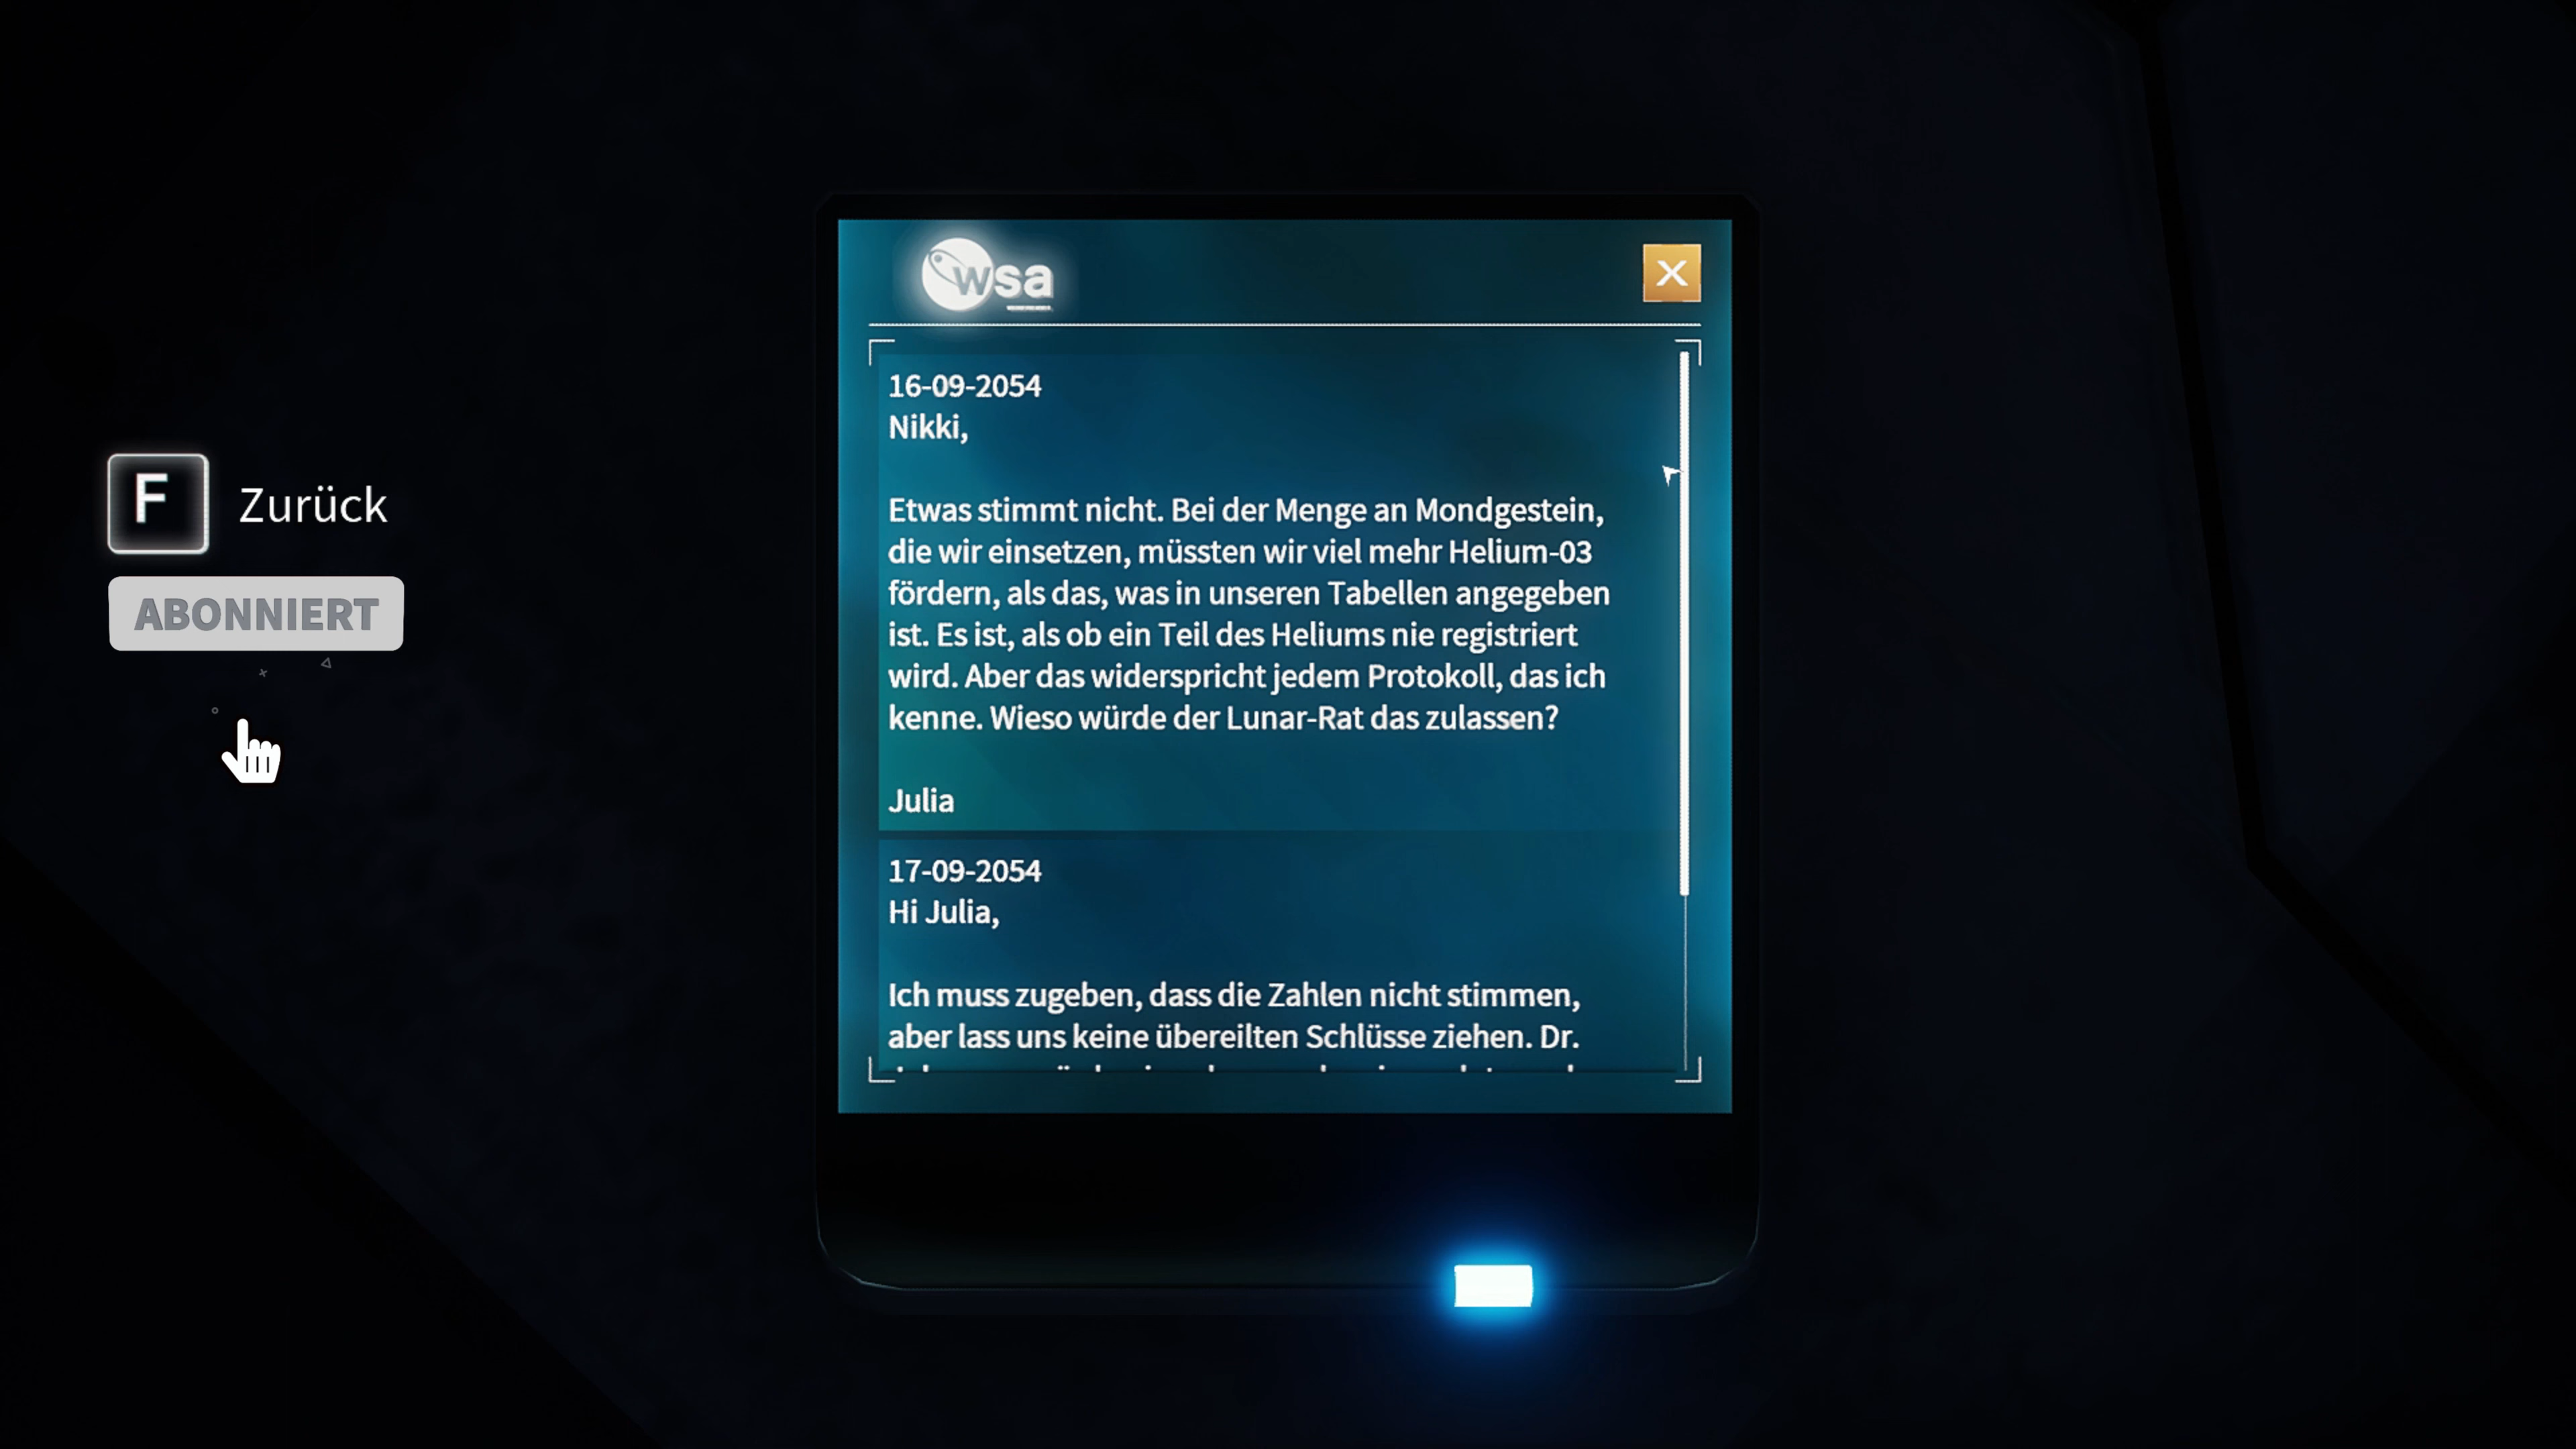 wsa
16-09-2054
Nikki,
Etwas stimmt nicht. Bei der Menge an Mondgestein,
die wir einsetzen, müssten wir viel mehr Helium-03
fördern, als das, was in unseren Tabellen angegeben
ist. Es ist, als ob ein Teil des Heliums nie registriert
wird. Aber das widerspricht jedem Protokoll, das ich
kenne. Wieso würde der Lunar-Rat das zulassen?
Julia
17-09-2054
Hi Julia,
Ich muss zugeben, dass die Zahlen nicht stimmen,
aber lass uns keine übereilten Schlüsse ziehen. Dr.
F Zurück
ABONNIERT